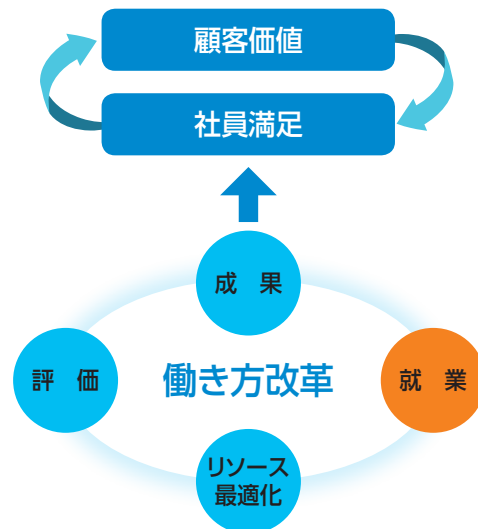 顧客価値
社員満足
成 果
評 価
働き方改革
就 業
リソース
最適化